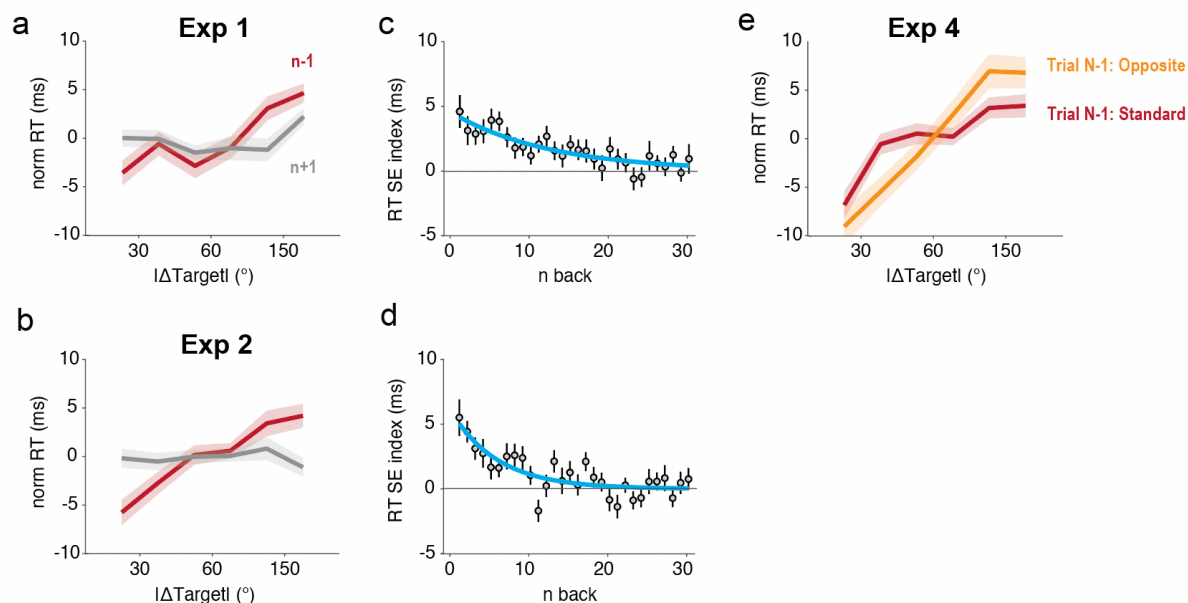 a
Exp 1
10
5
0
-5
-10
norm RT (ms)
n-1
n+1
30
60
150
|ΔTarget| (°)
b
Exp 2
10
5
0
-5
-10
norm RT (ms)
30
60
150
|ΔTarget| (°)
c
10
5
0
-5
RT SE index (ms)
0
10
20
30
n back
d
10
5
0
-5
RT SE index (ms)
0
10
20
30
n back
e
Exp 4
10
5
0
-5
-10
norm RT (ms)
Trial N-1: Opposite
Trial N-1: Standard
30
60
150
|ΔTarget| (°)